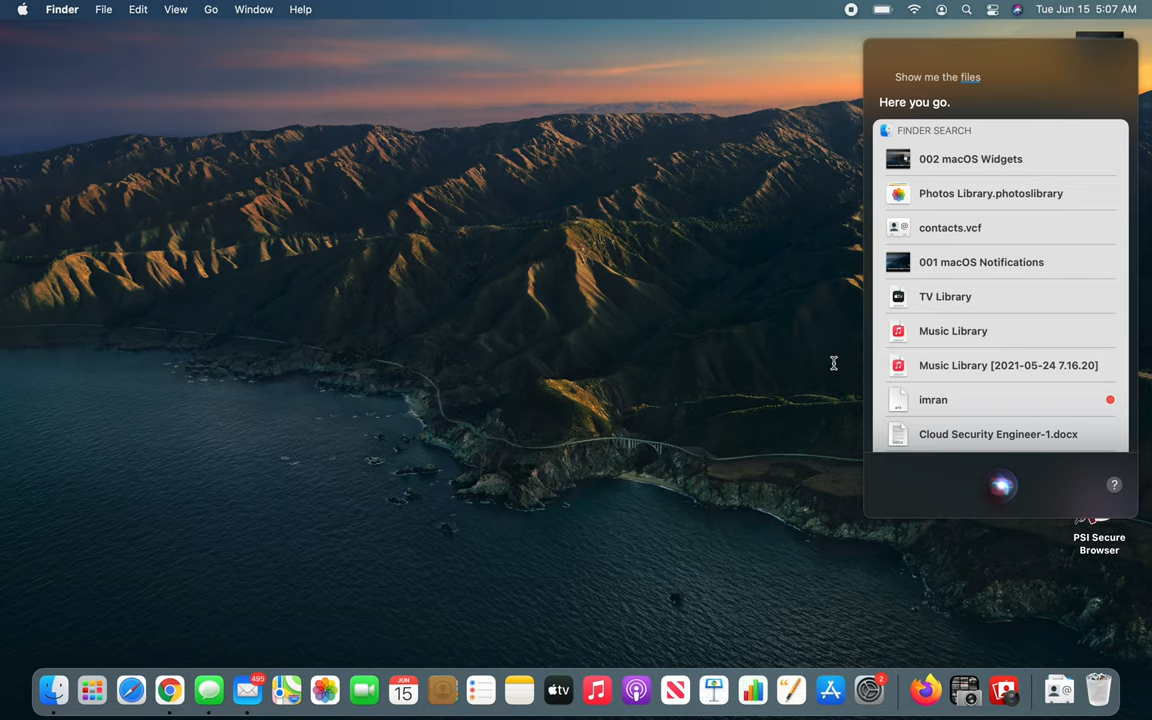 Finder File Edit View Go Window Help Tue Jun 15 5:07 AM
Show me the files
Here you go.
FINDER SEARCH
002 macOS Widgets
Photos Library.photoslibrary
contacts.vcf
001 macOS Notifications
TV Library
Music Library
Music Library [2021-05-24 7.16.20]
imran
Cloud Security Engineer-1.docx
?
PSI Secure
Browser
495
JUN
15
tv
2